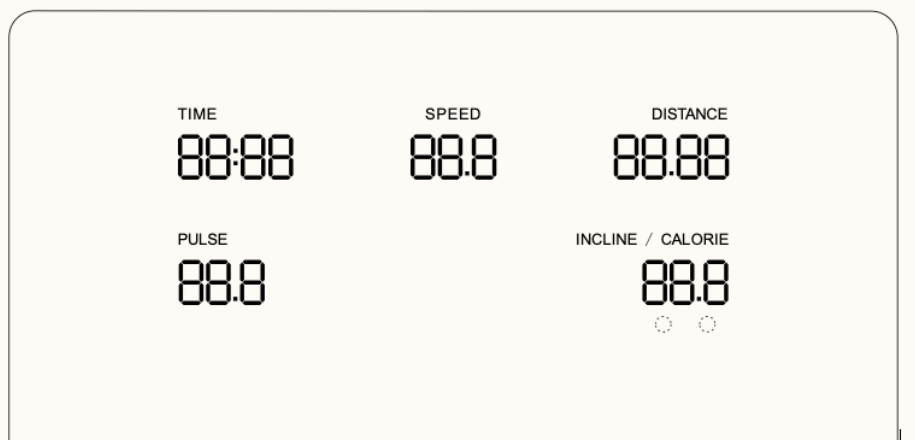 TIME SPEED DISTANCE
88:88 88.8 88.88
PULSE INCLINE / CALORIE
88.8 88.8